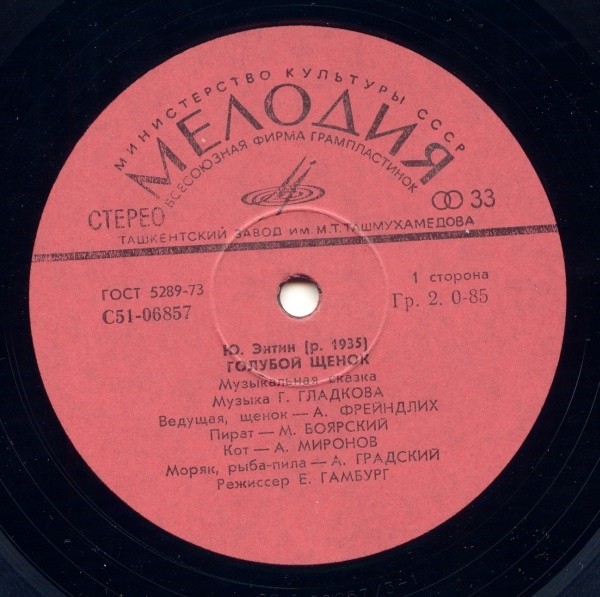 МИНИСТЕРСТВО КУЛЬТУРЫ СССР
МЕЛОДИЯ
ВСЕСОЮЗНАЯ ФИРМА ГРАМПЛАСТИНОК
СТЕРЕО
33
ТАШКЕНТСКИЙ ЗАВОД ИМ. М.Т.ТАШМУХАМЕДОВА
ГОСТ 5289-73
1 сторона
С51-06857
Гр. 2. 0-85
Ю. Энтин (р. 1935)
ГОЛУБОЙ ЩЕНОК
Музыкальная сказка
Музыка Г. ГЛАДКОВА
Ведущая, щенок — А. ФРЕЙНДЛИХ
Пират — М. БОЯРСКИЙ
Кот — А. МИРОНОВ
Моряк, рыба-пила — А. ГРАДСКИЙ
Режиссер Е. ГАМБУРГ